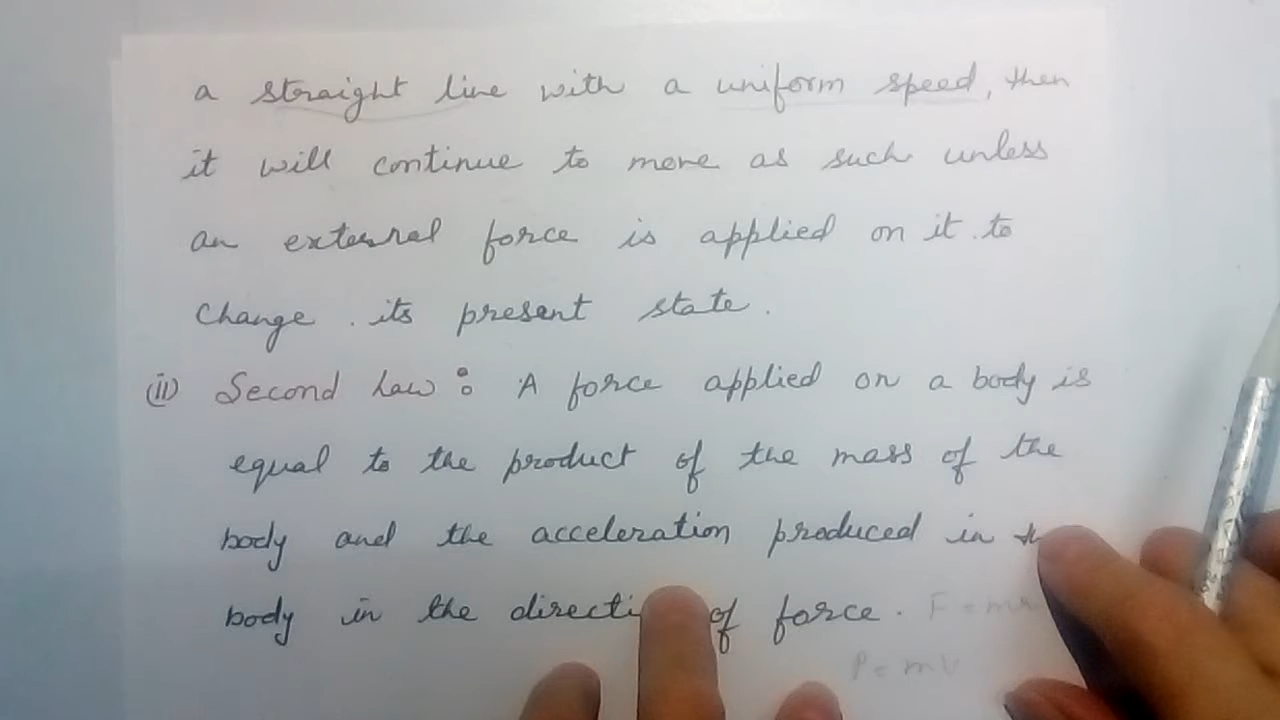 a straight line with a uniform speed, then
it will continue to move as such unless
an external force is applied on it to
change its present state.
(ii) Second Law : A force applied on a body is
equal to the product of the mass of the
body and the acceleration produced in
body in the of force.
P = mv